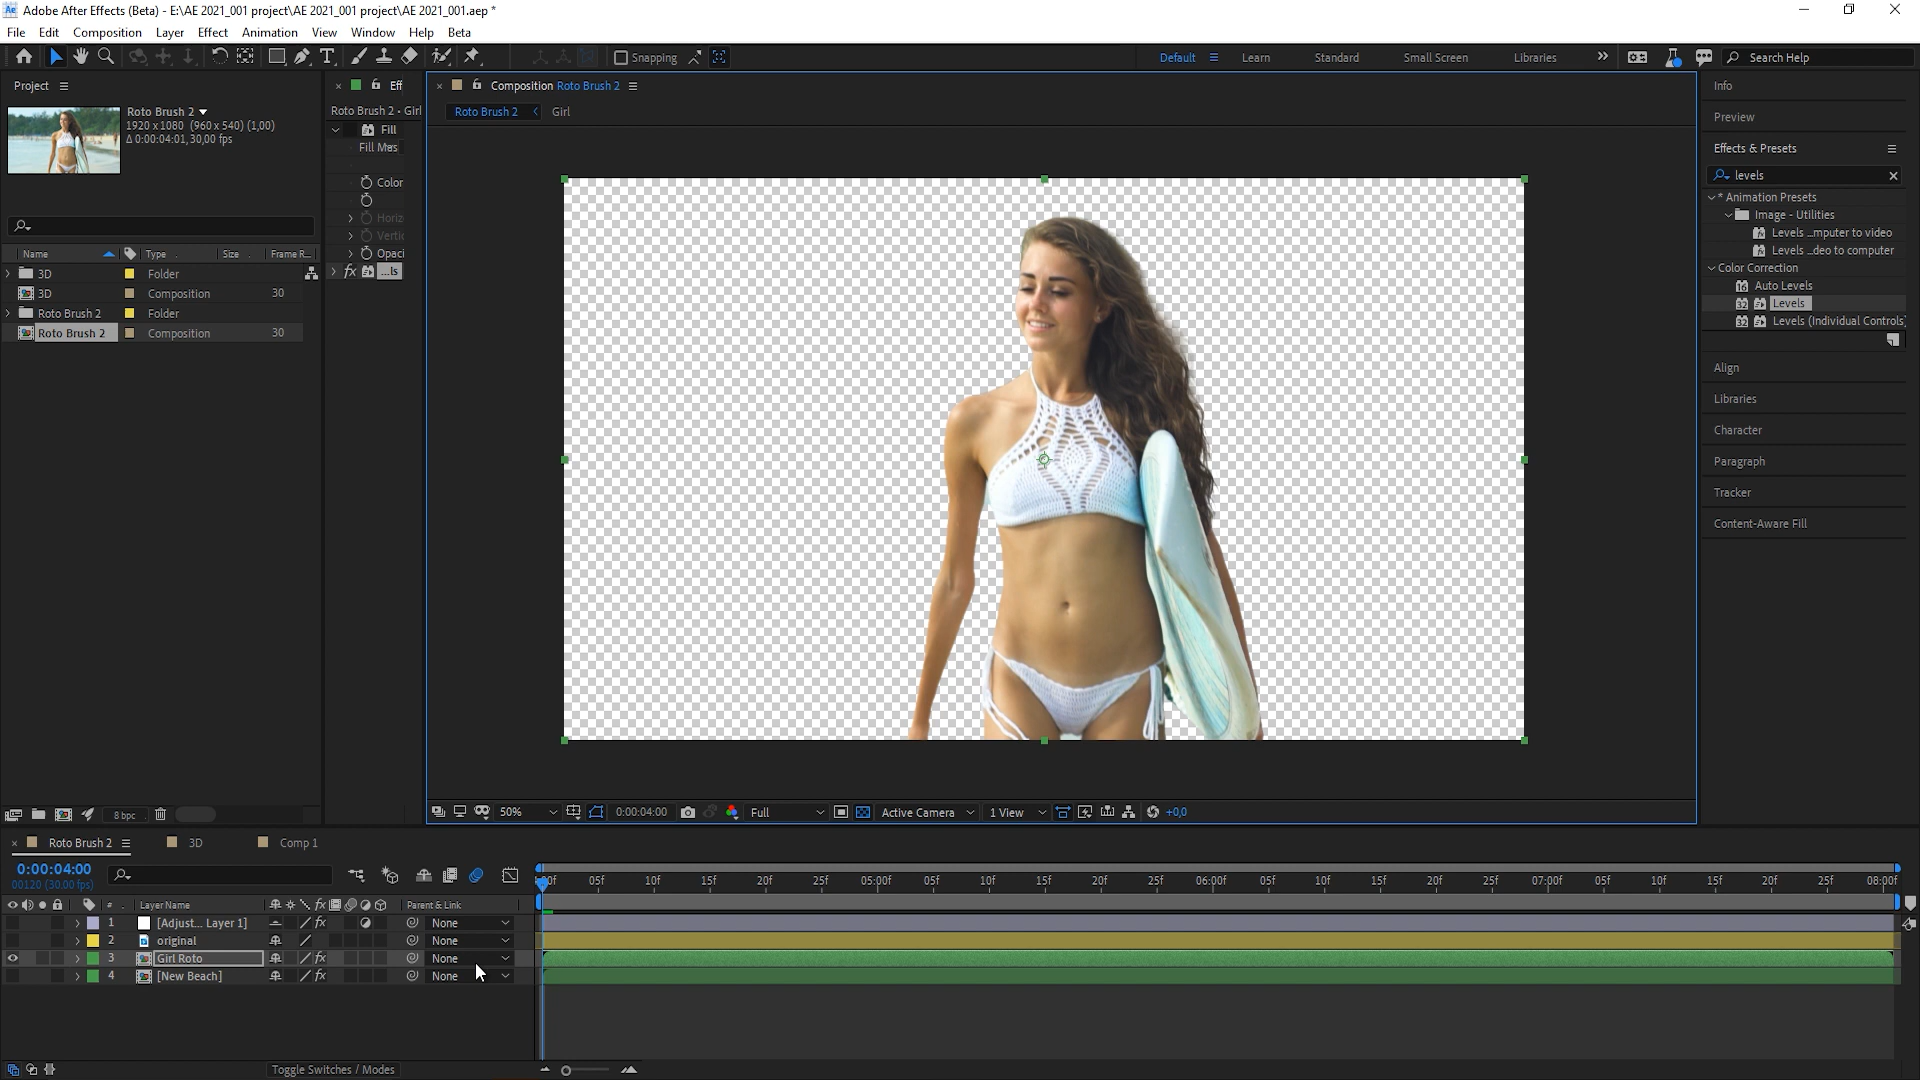 Adobe After Effects (Beta) - E:\AE 2021_001 project\AE 2021_001 project\AE 2021_001.aep *
File Edit Composition Layer Effect Animation View Window Help Beta
Snapping Default Learn Standard Small Screen Libraries Search Help
Project
Roto Brush 2
1920 x 1080 (960 x 540) (1,00)
Δ 0:00:04:01, 30,00 fps
Name Type Size Frame R...
3D Folder
3D Composition 30
Roto Brush 2 Folder
Roto Brush 2 Composition 30
8 bpc
Eff
Roto Brush 2 • Girl
Fill
Fill Mas
Color
Horiz
Vertic
Opaci
fx ...ls
Composition Roto Brush 2
Roto Brush 2 Girl
50% 0:00:04:00 Full Active Camera 1 View +0,0
Info
Preview
Effects & Presets
levels
* Animation Presets
Image - Utilities
Levels ...mputer to video
Levels ...deo to computer
Color Correction
Auto Levels
Levels
Levels (Individual Controls)
Align
Libraries
Character
Paragraph
Tracker
Content-Aware Fill
Roto Brush 2 3D Comp 1
0:00:04:00
00120 (30.00 fps)
# Layer Name fx Parent & Link
1 [Adjust... Layer 1] fx None
2 original None
3 Girl Roto fx None
4 [New Beach] fx None
:00f 05f 10f 15f 20f 25f 05:00f 05f 10f 15f 20f 25f 06:00f 05f 10f 15f 20f 25f 07:00f 05f 10f 15f 20f 25f 08:00f
Toggle Switches / Modes